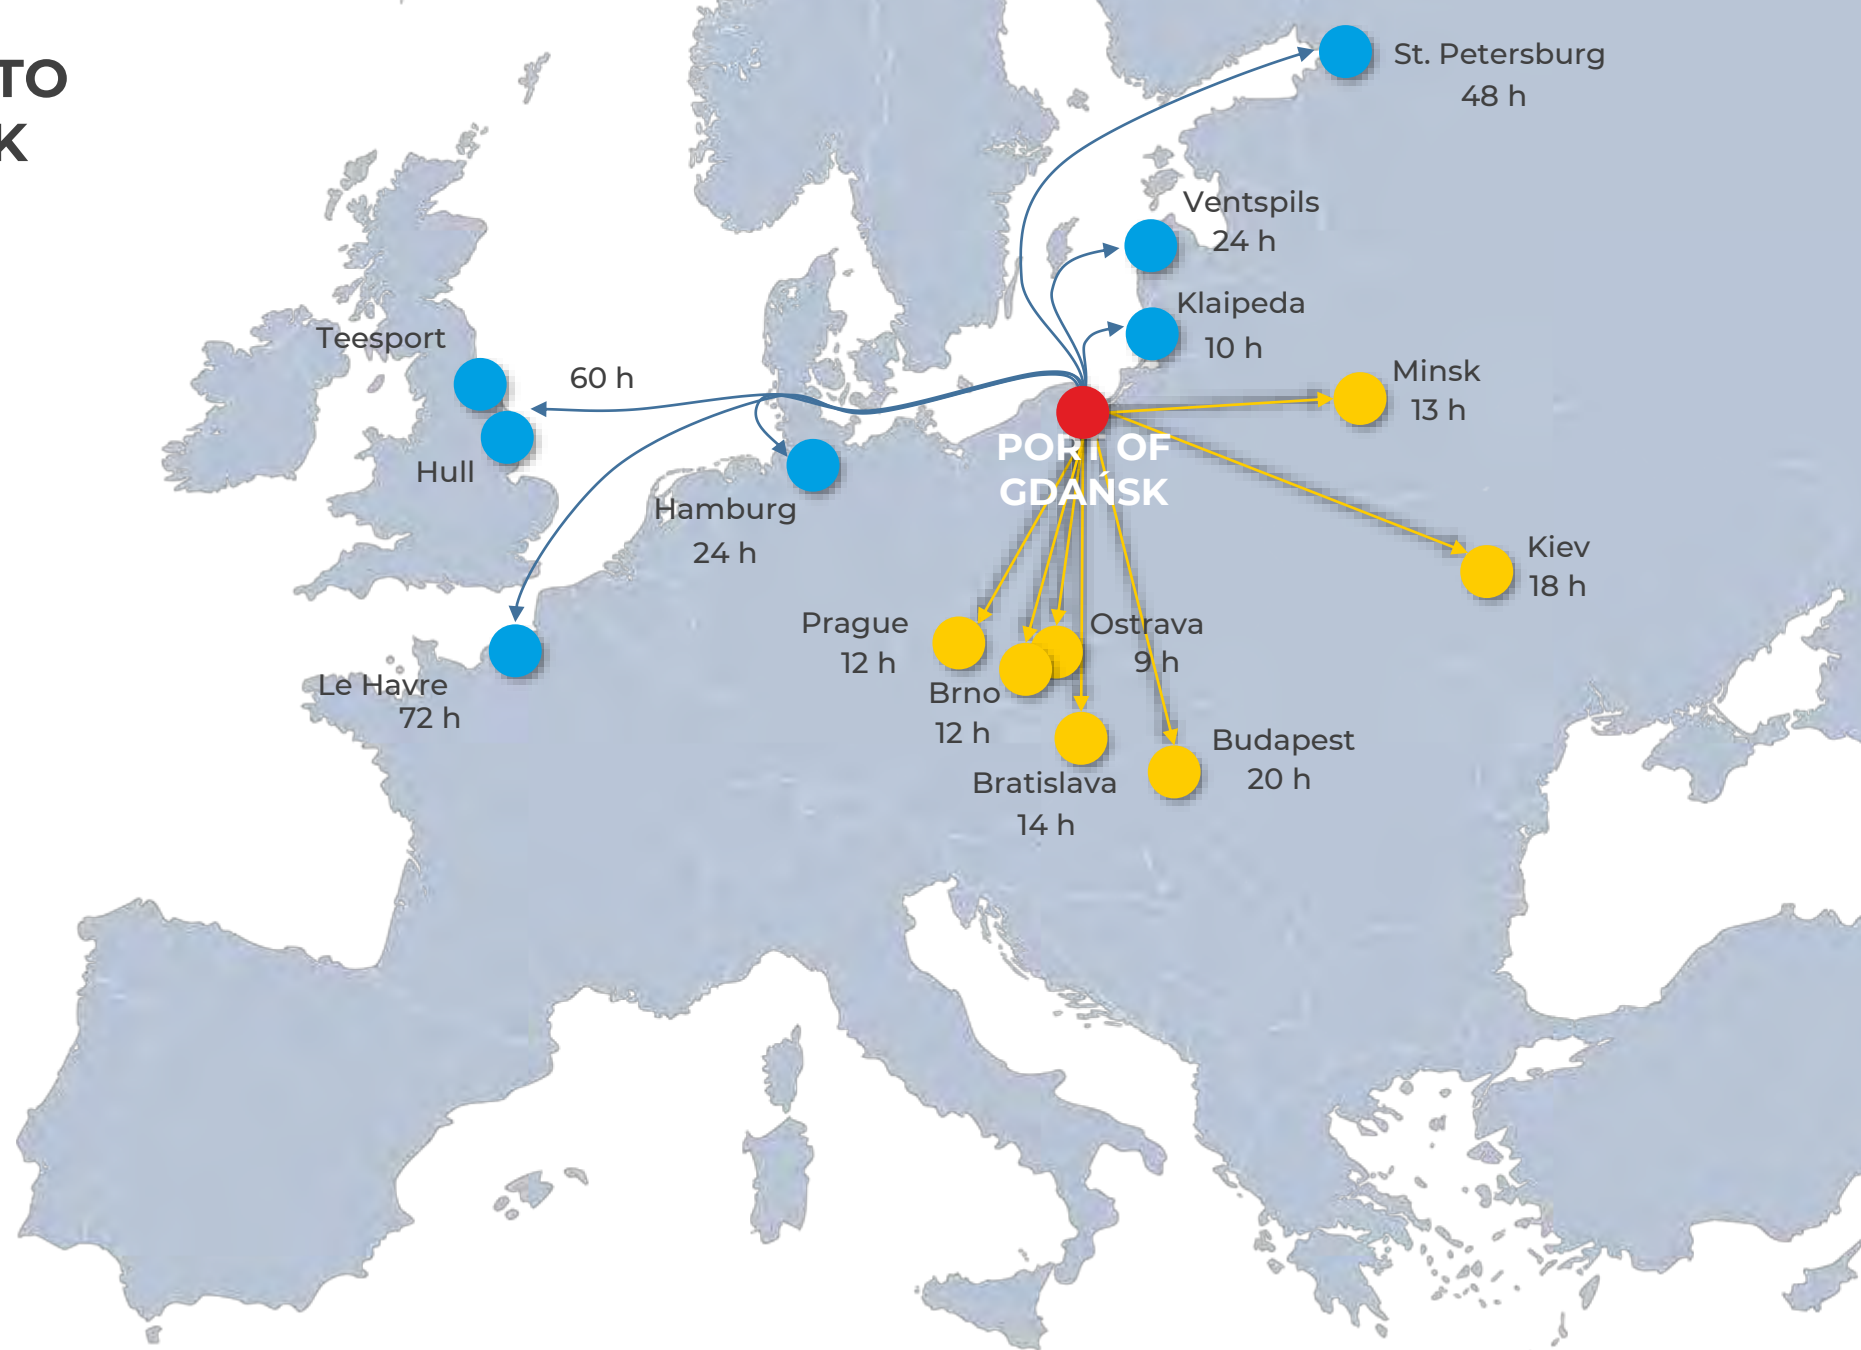 TO
K
St. Petersburg
48 h
Ventspils
24 h
Klaipeda
10 h
Teesport
60 h
Minsk
13 h
PORT OF
GDAŃSK
Hull
Hamburg
24 h
Kiev
18 h
Prague
12 h
Ostrava
9 h
Le Havre
72 h
Brno
12 h
Budapest
20 h
Bratislava
14 h